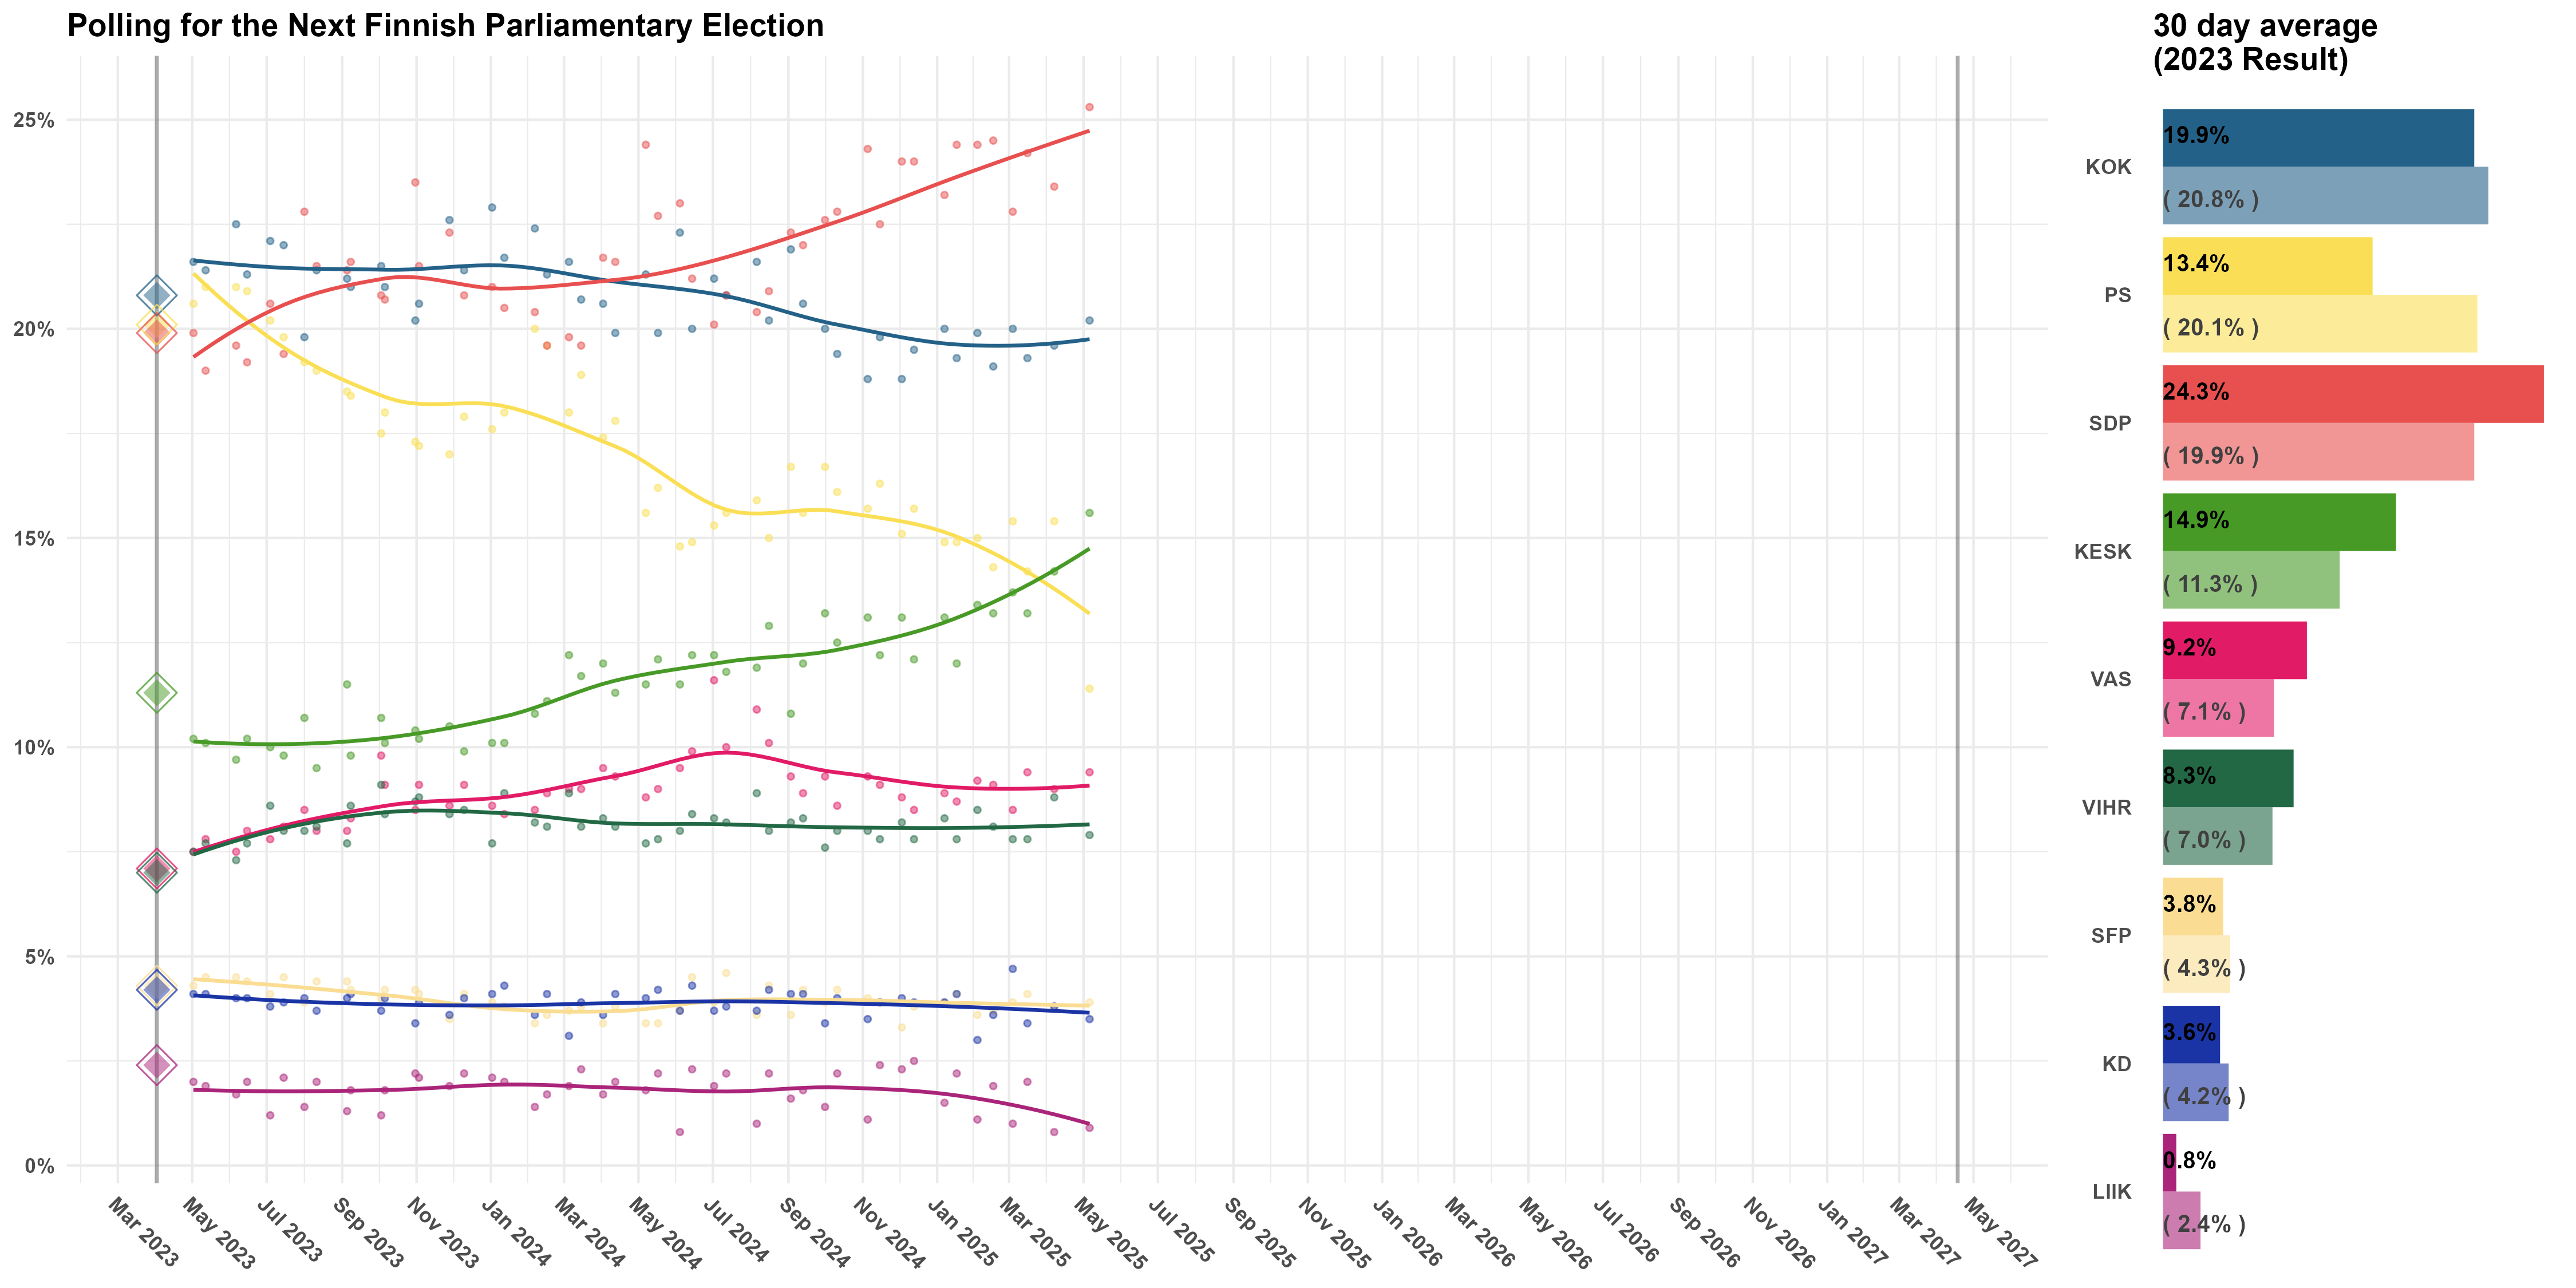 Polling for the Next Finnish Parliamentary Election
30 day average
(2023 Result)
25%
20%
15%
10%
5%
0%
Mar 2023
May 2023
Jul 2023
Sep 2023
Nov 2023
Jan 2024
Mar 2024
May 2024
Jul 2024
Sep 2024
Nov 2024
Jan 2025
Mar 2025
May 2025
Jul 2025
Sep 2025
Nov 2025
Jan 2026
Mar 2026
May 2026
Jul 2026
Sep 2026
Nov 2026
Jan 2027
Mar 2027
May 2027
KOK
19.9%
( 20.8% )
PS
13.4%
( 20.1% )
SDP
24.3%
( 19.9% )
KESK
14.9%
( 11.3% )
VAS
9.2%
( 7.1% )
VIHR
8.3%
( 7.0% )
SFP
3.8%
( 4.3% )
KD
3.6%
( 4.2% )
LIIK
0.8%
( 2.4% )